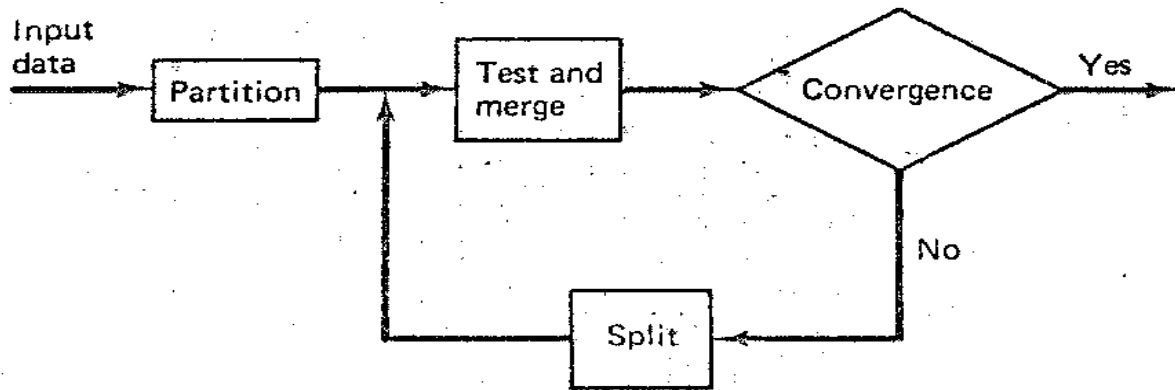 Input
data
Partition
Test and
merge
Convergence
Yes
No
Split